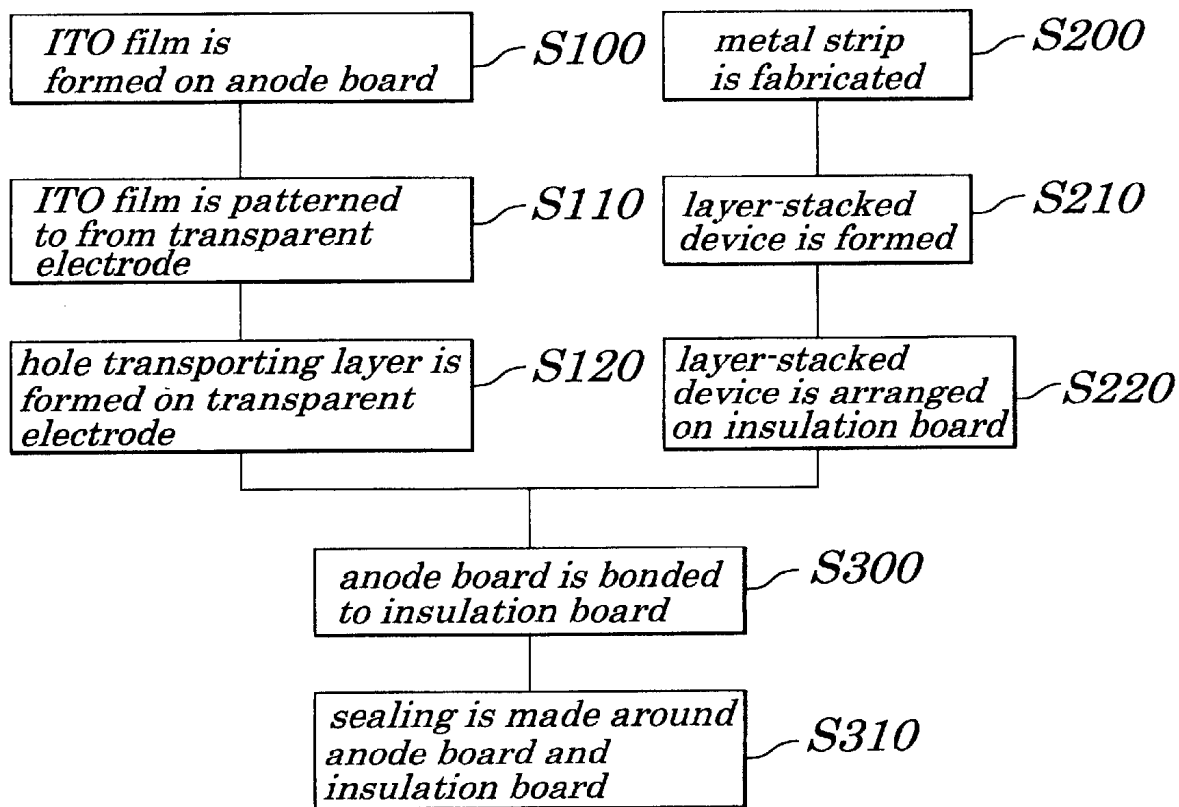 ITO film is
formed on anode board
S100
ITO film is patterned
to from transparent
electrode
S110
hole transporting layer is
formed on transparent
electrode
S120
metal strip
is fabricated
S200
layer-stacked
device is formed
S210
layer-stacked
device is arranged
on insulation board
S220
anode board is bonded
to insulation board
S300
sealing is made around
anode board and
insulation board
S310